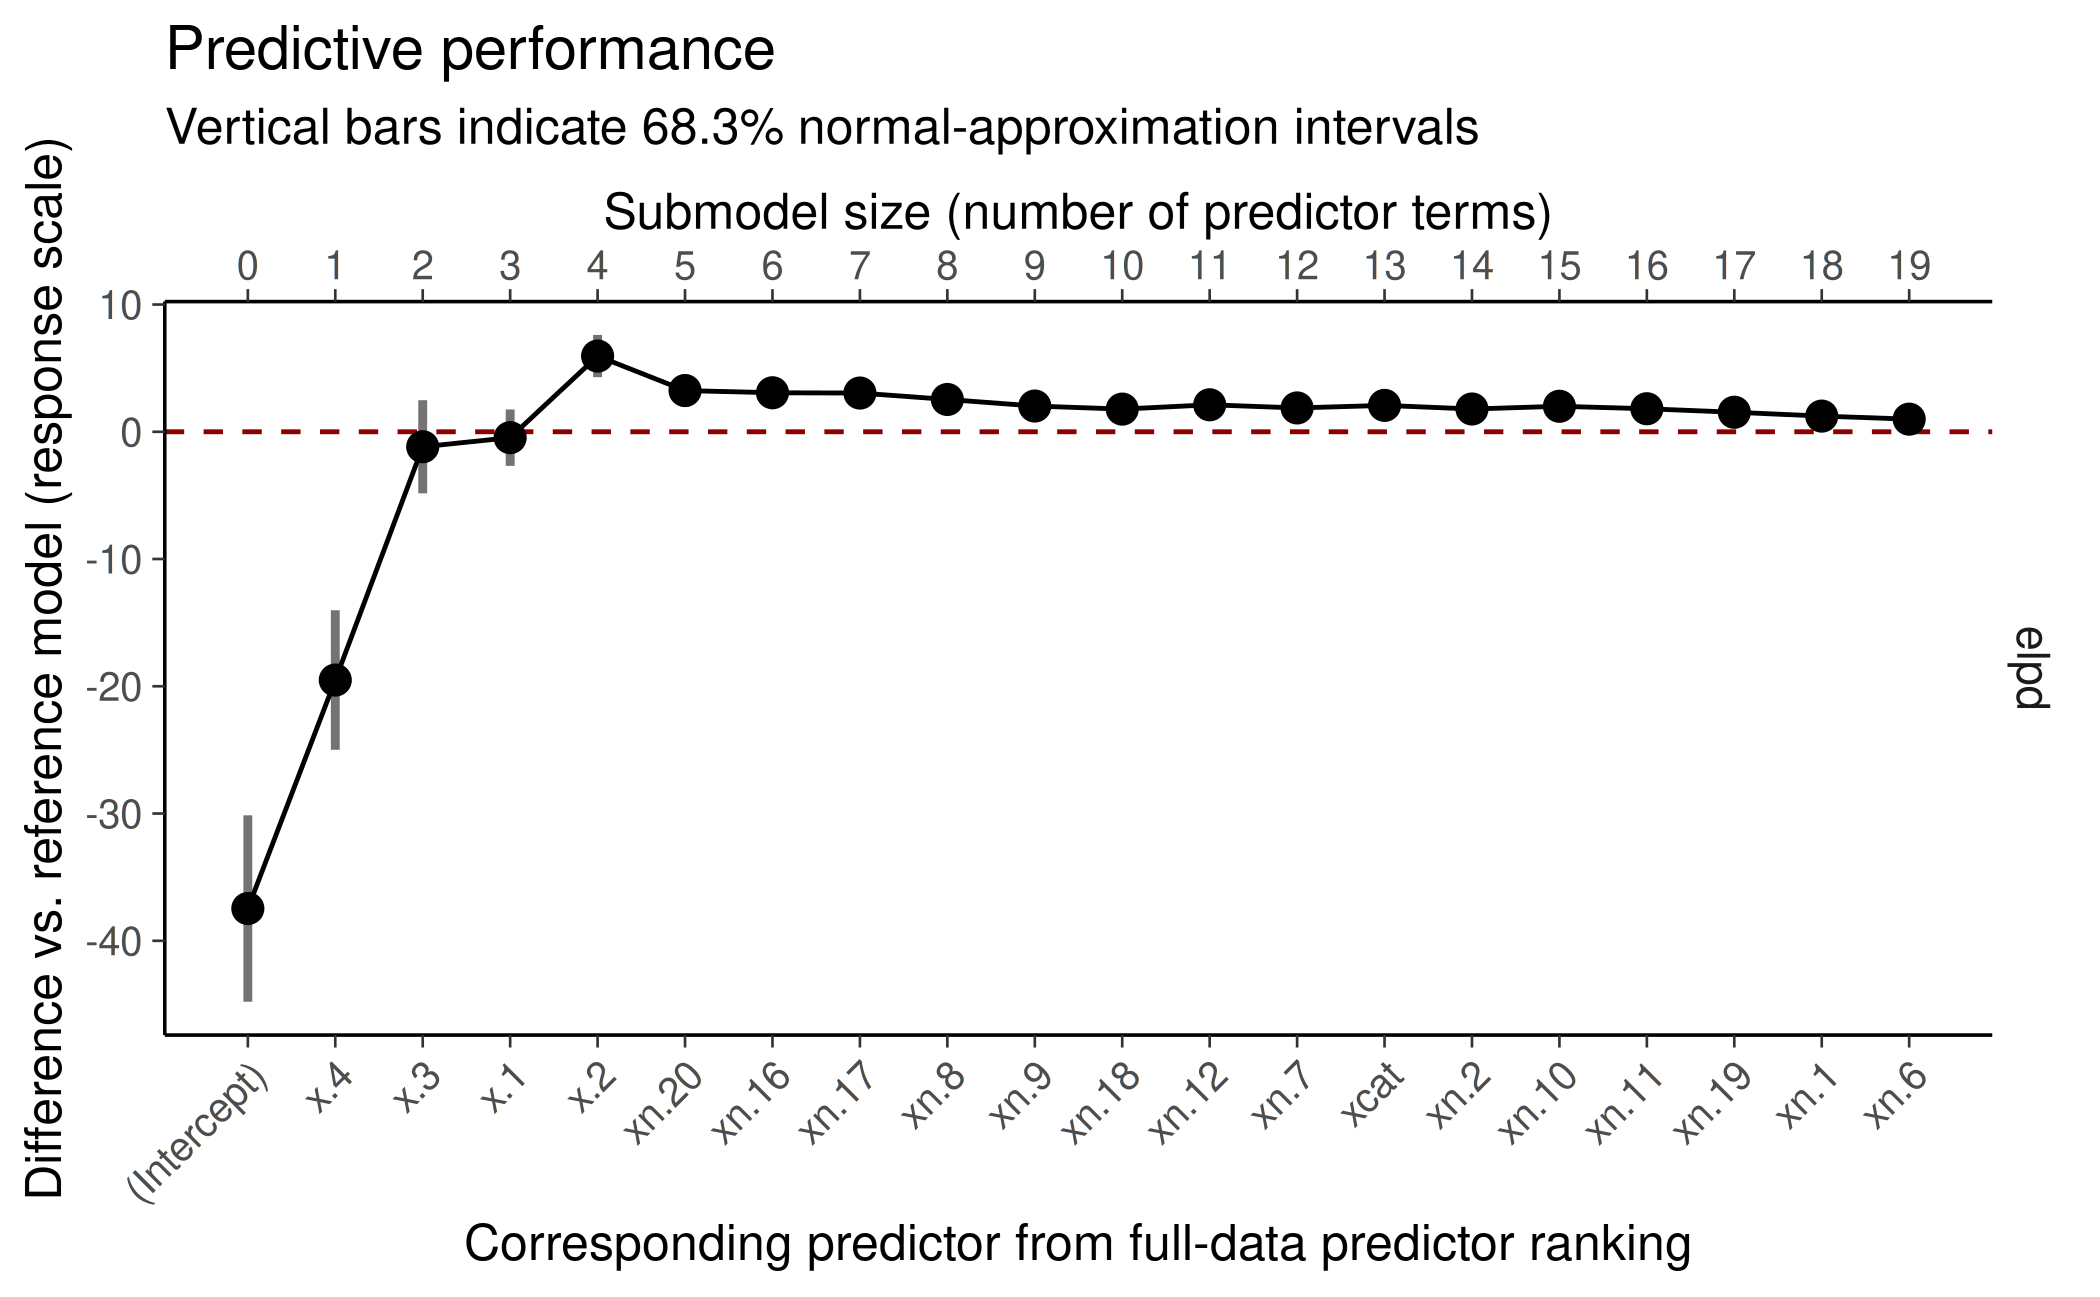 Predictive performance
Vertical bars indicate 68.3% normal-approximation intervals
Submodel size (number of predictor terms)
0 1 2 3 4 5 6 7 8 9 10 11 12 13 14 15 16 17 18 19
Difference vs. reference model (response scale)
10
0
-10
-20
-30
-40
elpd
(Intercept) x.4 x.3 x.1 x.2 xn.20 xn.16 xn.17 xn.8 xn.9 xn.18 xn.12 xn.7 xcat xn.2 xn.10 xn.11 xn.19 xn.1 xn.6
Corresponding predictor from full-data predictor ranking